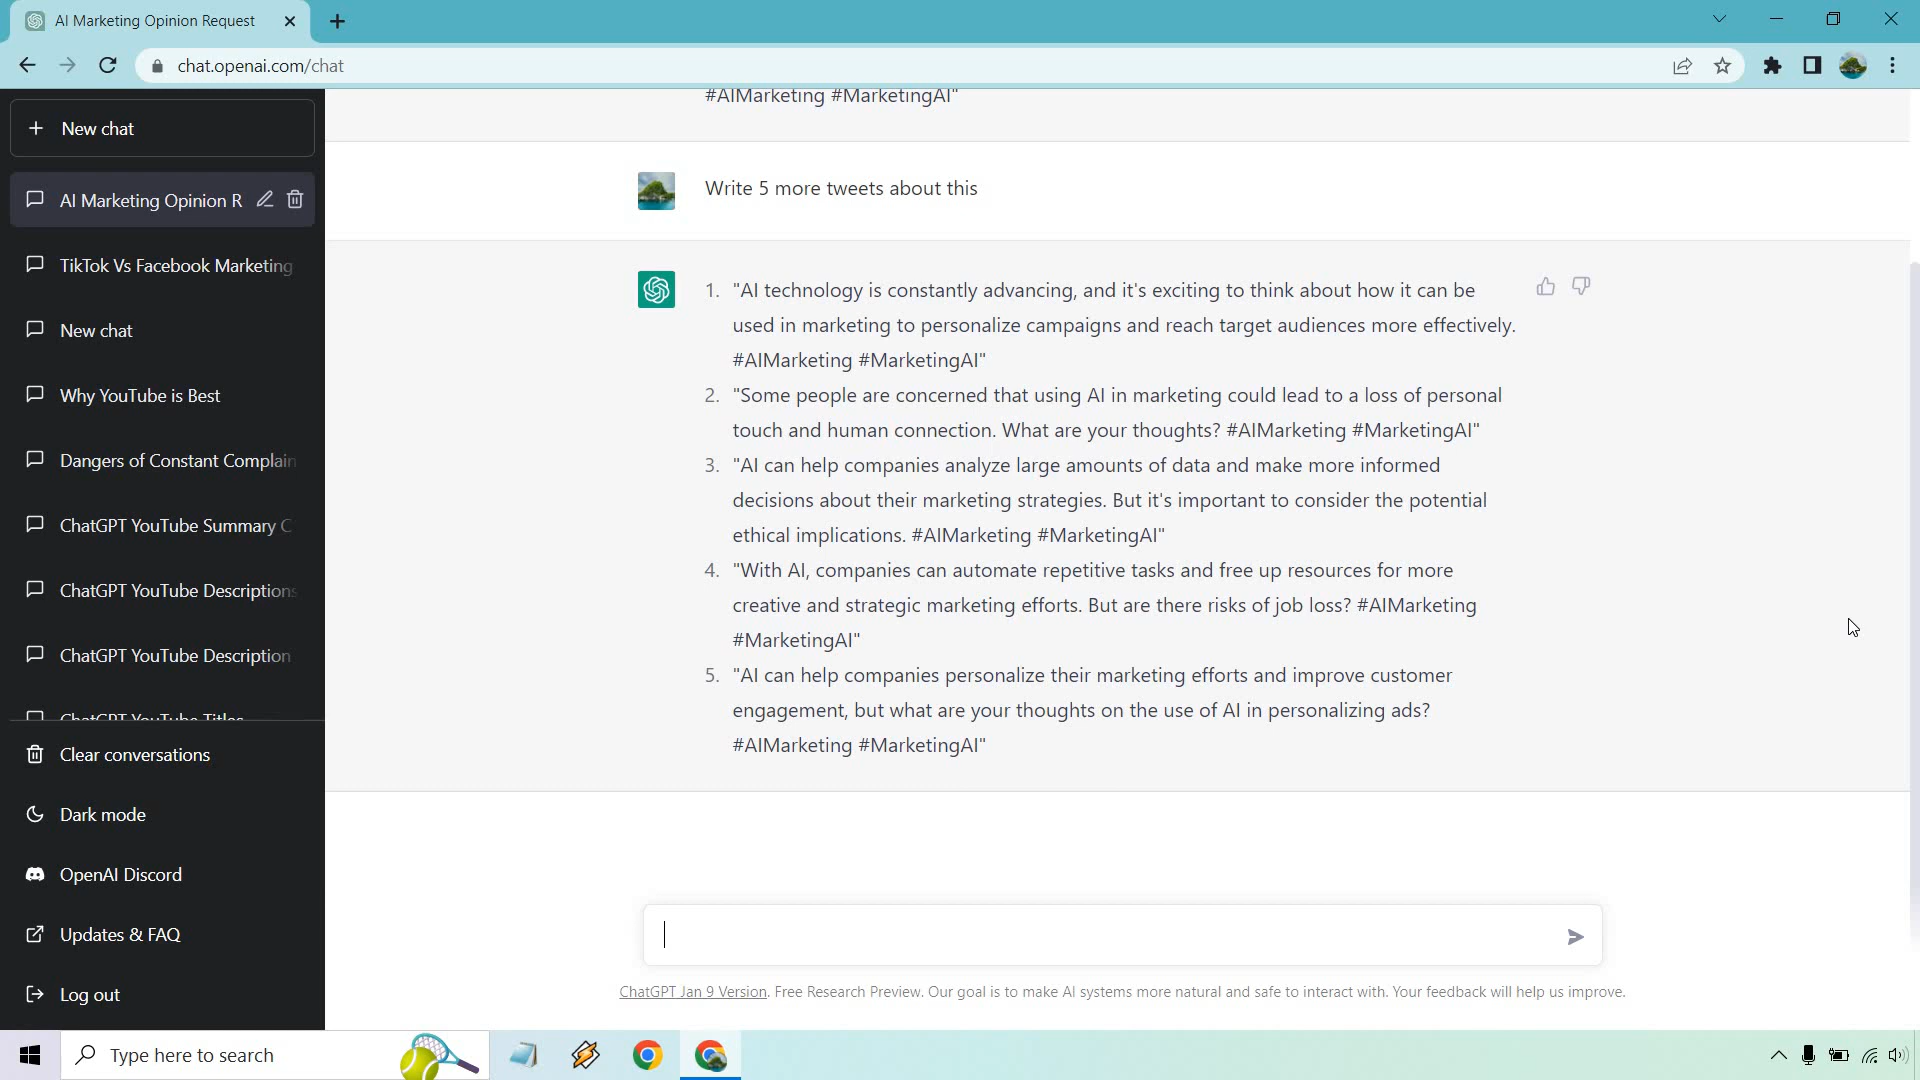 AI Marketing Opinion Request
chat.openai.com/chat
New chat
AI Marketing Opinion R
TikTok Vs Facebook Marketing
New chat
Why YouTube is Best
Dangers of Constant Complain
ChatGPT YouTube Summary C
ChatGPT YouTube Descriptions
ChatGPT YouTube Description
ChatGPT YouTube Titles
Clear conversations
Dark mode
OpenAI Discord
Updates & FAQ
Log out
#AIMarketing #MarketingAI"
Write 5 more tweets about this
1. "AI technology is constantly advancing, and it's exciting to think about how it can be
used in marketing to personalize campaigns and reach target audiences more effectively.
#AIMarketing #MarketingAI"
2. "Some people are concerned that using AI in marketing could lead to a loss of personal
touch and human connection. What are your thoughts? #AIMarketing #MarketingAI"
3. "AI can help companies analyze large amounts of data and make more informed
decisions about their marketing strategies. But it's important to consider the potential
ethical implications. #AIMarketing #MarketingAI"
4. "With AI, companies can automate repetitive tasks and free up resources for more
creative and strategic marketing efforts. But are there risks of job loss? #AIMarketing
#MarketingAI"
5. "AI can help companies personalize their marketing efforts and improve customer
engagement, but what are your thoughts on the use of AI in personalizing ads?
#AIMarketing #MarketingAI"
ChatGPT Jan 9 Version. Free Research Preview. Our goal is to make AI systems more natural and safe to interact with. Your feedback will help us improve.
Type here to search